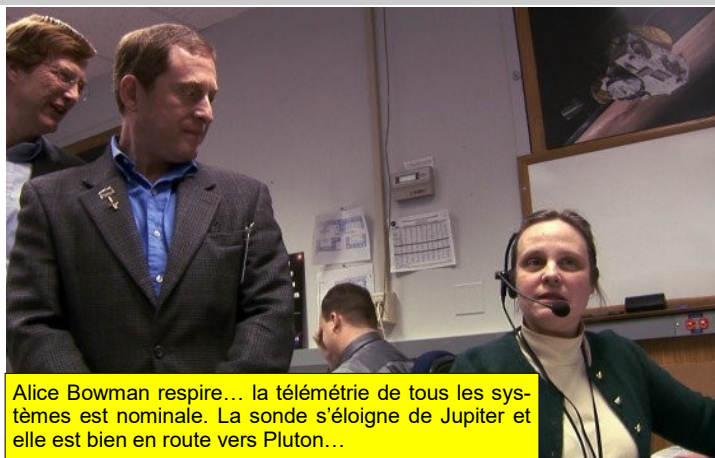 Alice Bowman respire… la télémétrie de tous les sys-
tèmes est nominale. La sonde s’éloigne de Jupiter et
elle est bien en route vers Pluton…